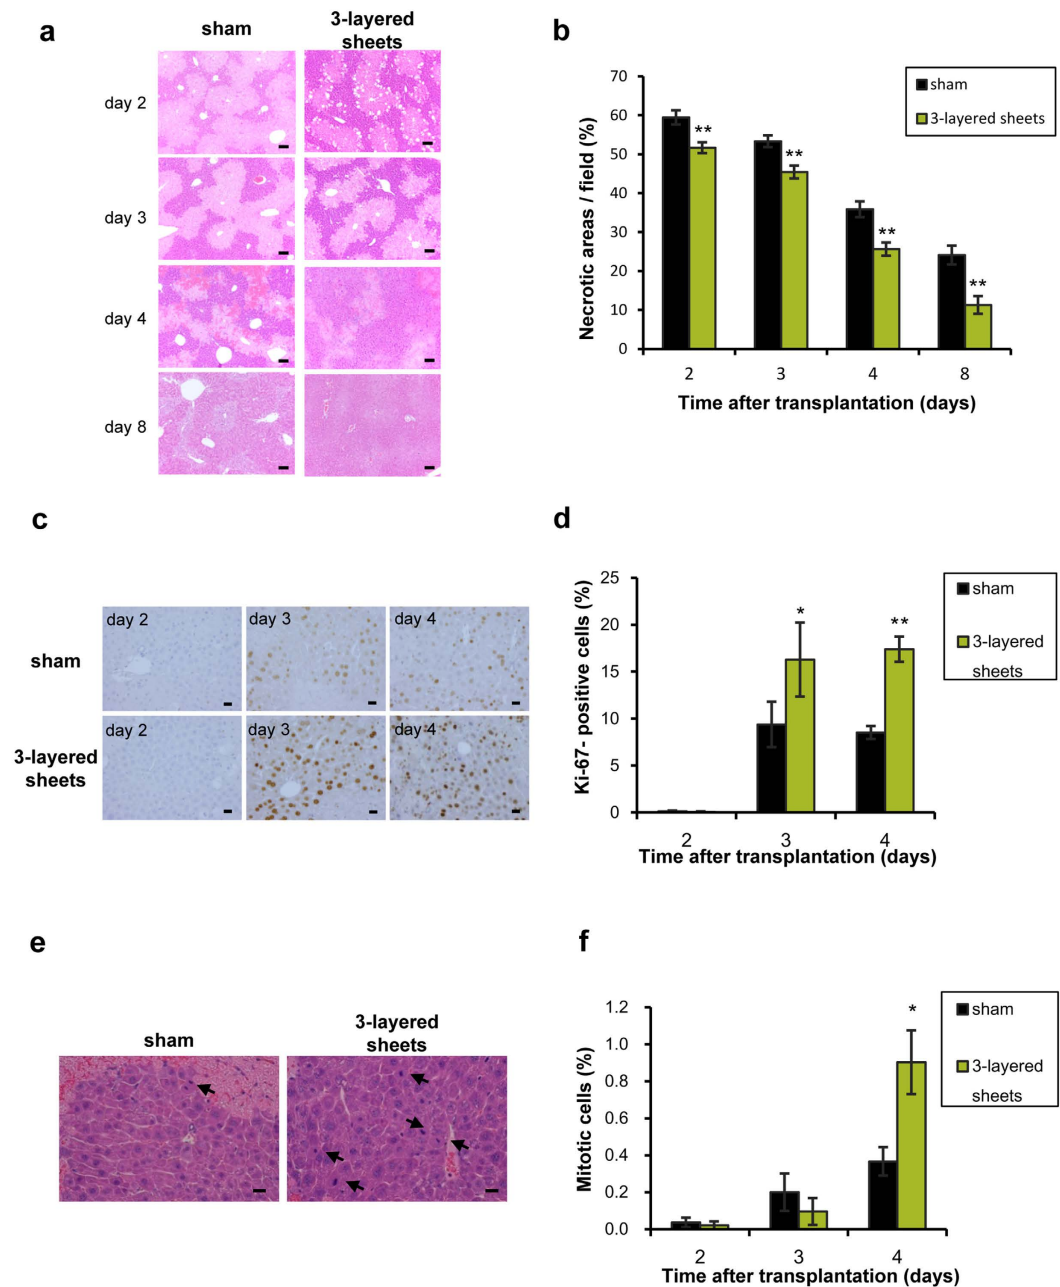 a
sham
3-layered
sheets
day 2
day 3
day 4
day 8
b
70
60
50
40
30
20
10
0
Necrotic areas / field (%)
**
**
**
**
sham
3-layered sheets
2
3
4
8
Time after transplantation (days)
c
day 2
day 3
day 4
sham
day 2
day 3
day 4
3-layered
sheets
d
25
20
15
10
5
0
Ki-67- positive cells (%)
*
**
sham
3-layered
sheets
2
3
4
Time after transplantation (days)
e
sham
3-layered
sheets
f
1.2
1.0
0.8
0.6
0.4
0.2
0.0
Mitotic cells (%)
*
sham
3-layered
sheets
2
3
4
Time after transplantation (days)